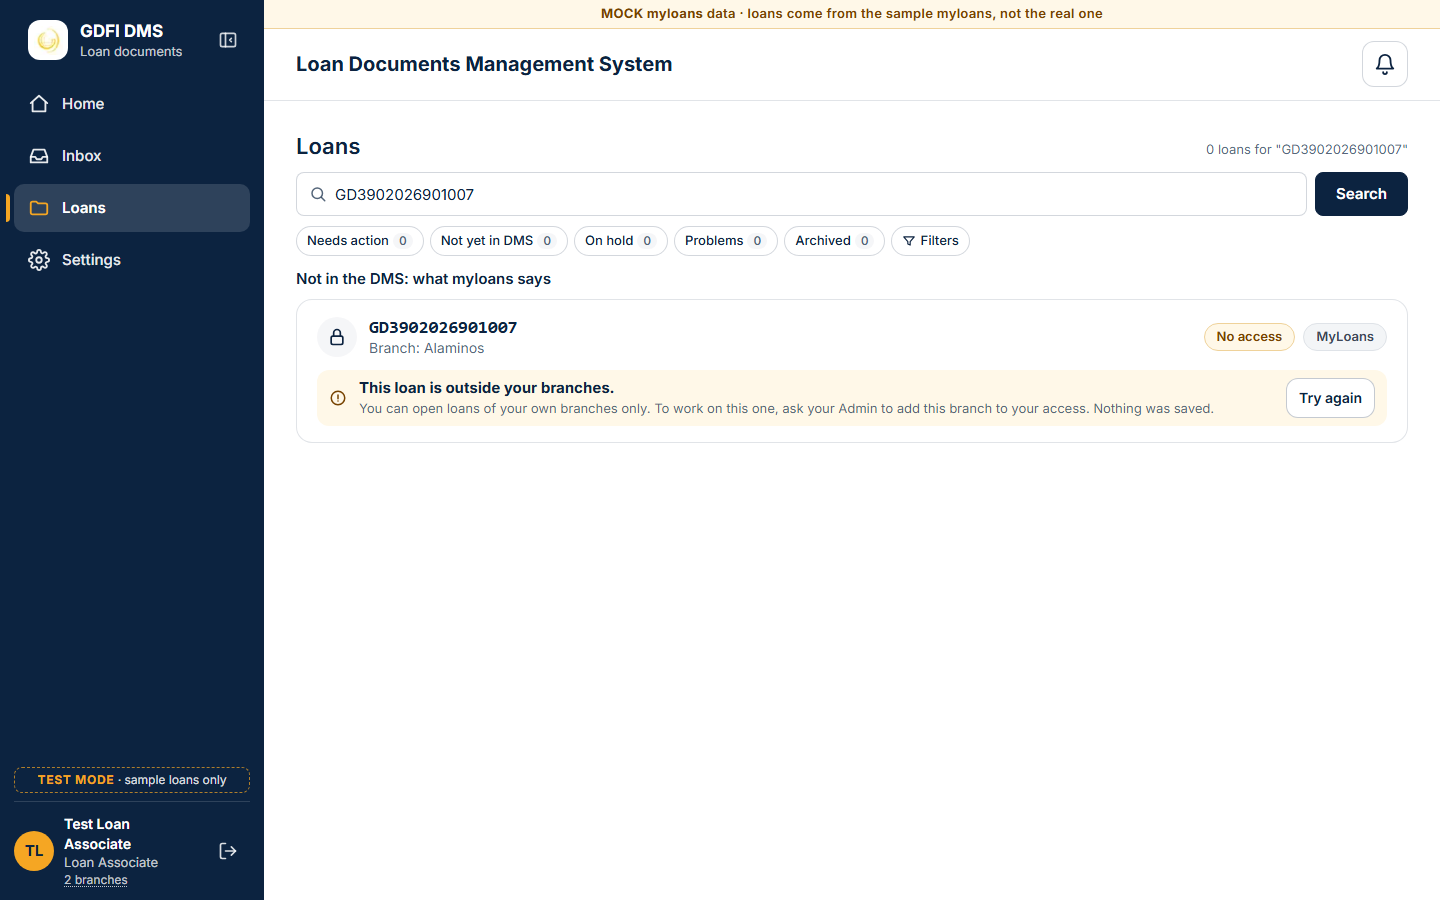 GDFI DMS
Loan documents
Home
Inbox
Loans
Settings
TEST MODE · sample loans only
TL
Test Loan
Associate
Loan Associate
2 branches
MOCK myloans data · loans come from the sample myloans, not the real one
Loan Documents Management System
Loans
0 loans for "GD3902026901007"
GD3902026901007
Search
Needs action 0
Not yet in DMS 0
On hold 0
Problems 0
Archived 0
Filters
Not in the DMS: what myloans says
GD3902026901007
Branch: Alaminos
No access
MyLoans
This loan is outside your branches.
You can open loans of your own branches only. To work on this one, ask your Admin to add this branch to your access. Nothing was saved.
Try again